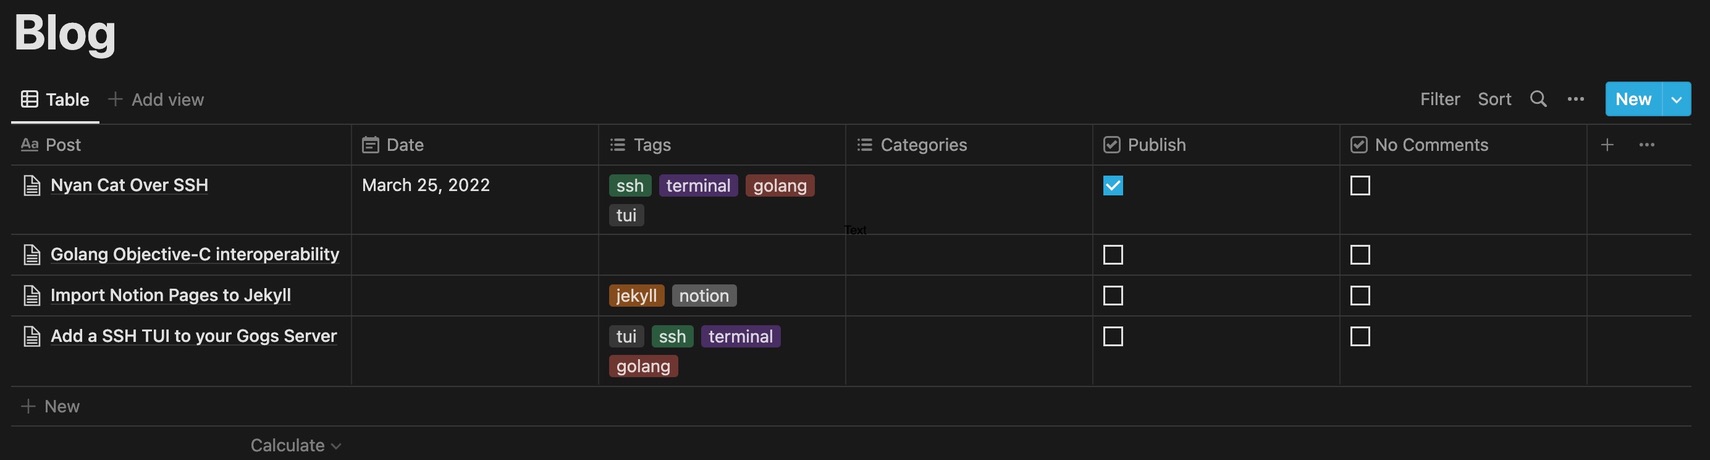 Blog
Table Add view Filter Sort ••• New
Aa Post Date Tags Categories Publish No Comments + •••
Nyan Cat Over SSH March 25, 2022 ssh terminal golang
tui
Text
Golang Objective-C interoperability
Import Notion Pages to Jekyll jekyll notion
Add a SSH TUI to your Gogs Server tui ssh terminal
golang
+ New
Calculate